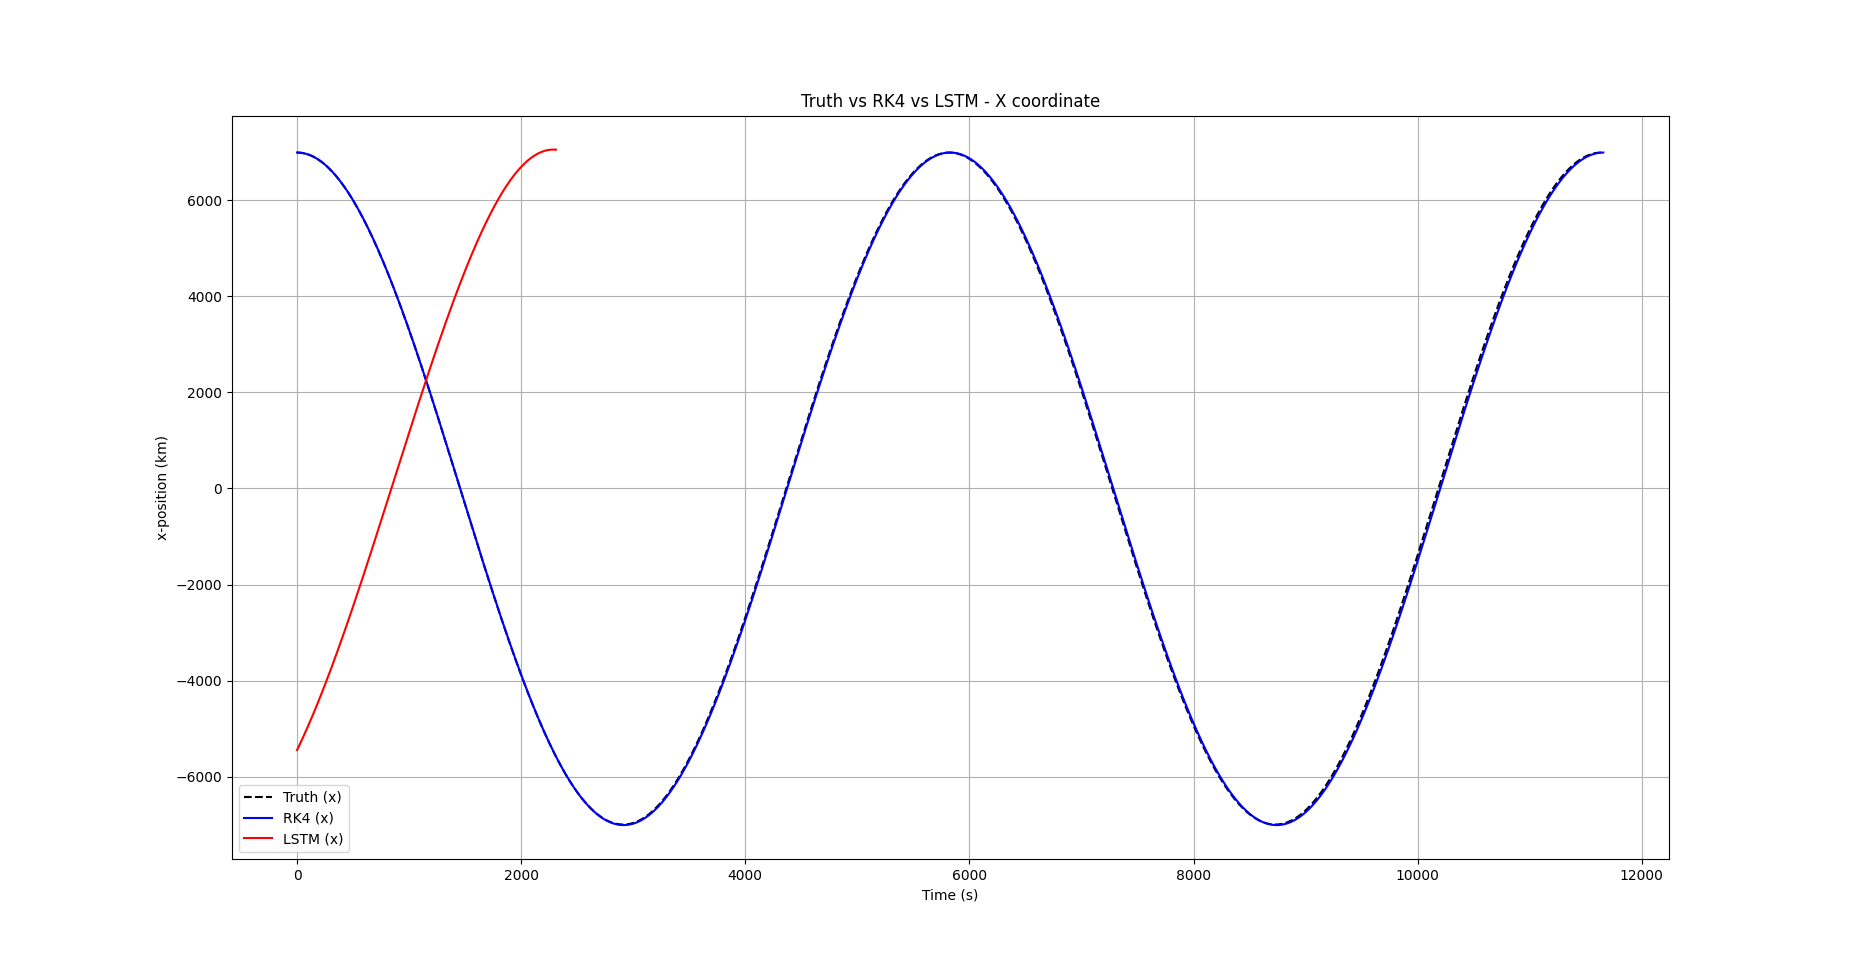 Truth vs RK4 vs LSTM - X coordinate
x-position (km)
6000
4000
2000
0
−2000
−4000
−6000
Truth (x)
RK4 (x)
LSTM (x)
0 2000 4000 6000 8000 10000 12000
Time (s)